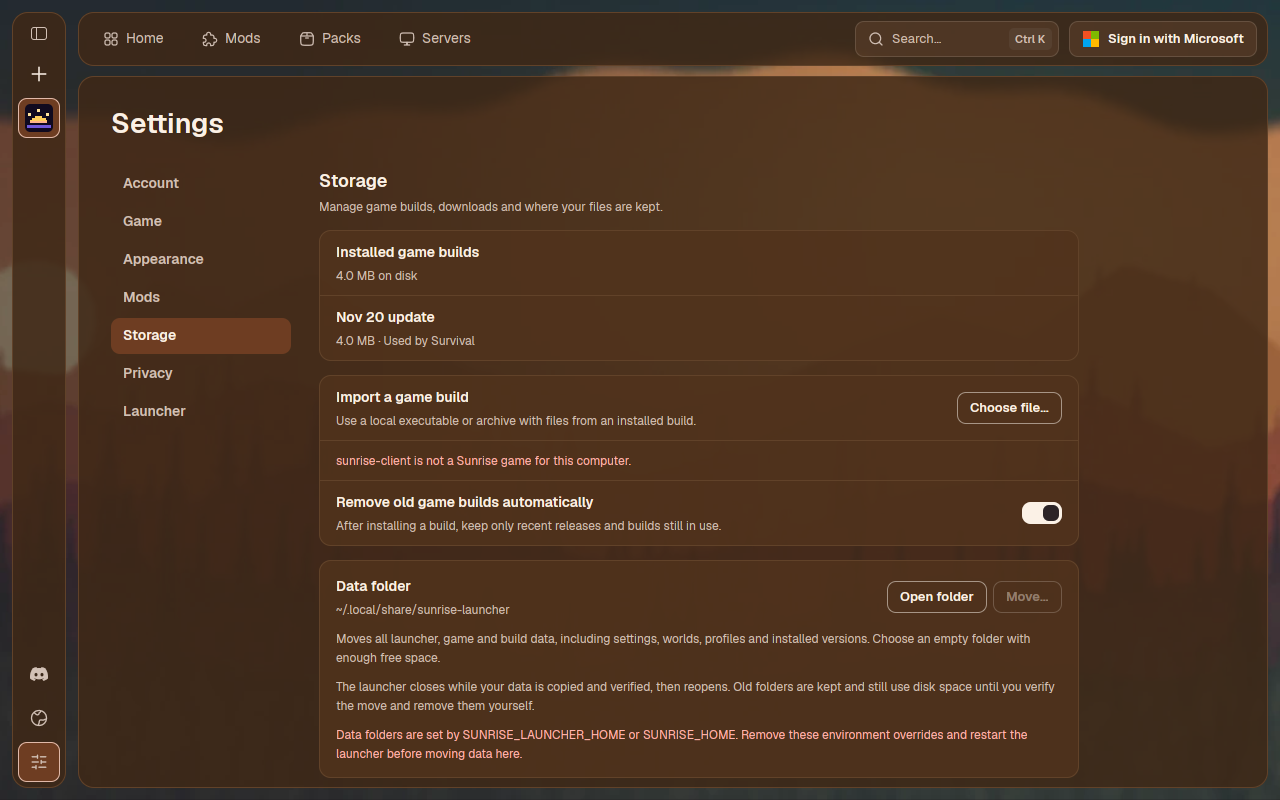 Home
Mods
Packs
Servers
Search...
Ctrl K
Sign in with Microsoft
Settings
Account
Game
Appearance
Mods
Storage
Privacy
Launcher
Storage
Manage game builds, downloads and where your files are kept.
Installed game builds
4.0 MB on disk
Nov 20 update
4.0 MB · Used by Survival
Import a game build
Use a local executable or archive with files from an installed build.
Choose file...
sunrise-client is not a Sunrise game for this computer.
Remove old game builds automatically
After installing a build, keep only recent releases and builds still in use.
Data folder
~/.local/share/sunrise-launcher
Open folder
Move...
Moves all launcher, game and build data, including settings, worlds, profiles and installed versions. Choose an empty folder with
enough free space.
The launcher closes while your data is copied and verified, then reopens. Old folders are kept and still use disk space until you verify
the move and remove them yourself.
Data folders are set by SUNRISE_LAUNCHER_HOME or SUNRISE_HOME. Remove these environment overrides and restart the
launcher before moving data here.